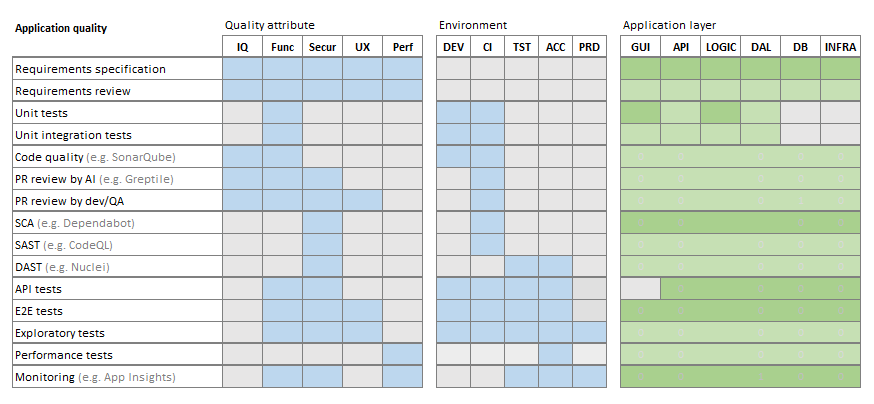 Application quality
Quality attribute
Environment
Application layer
IQ Func Secur UX Perf DEV CI TST ACC PRD GUI API LOGIC DAL DB INFRA
Requirements specification
Requirements review
Unit tests
Unit integration tests
Code quality (e.g. SonarQube)
PR review by AI (e.g. Greptile)
PR review by dev/QA
SCA (e.g. Dependabot)
SAST (e.g. CodeQL)
DAST (e.g. Nuclei)
API tests
E2E tests
Exploratory tests
Performance tests
Monitoring (e.g. App Insights)